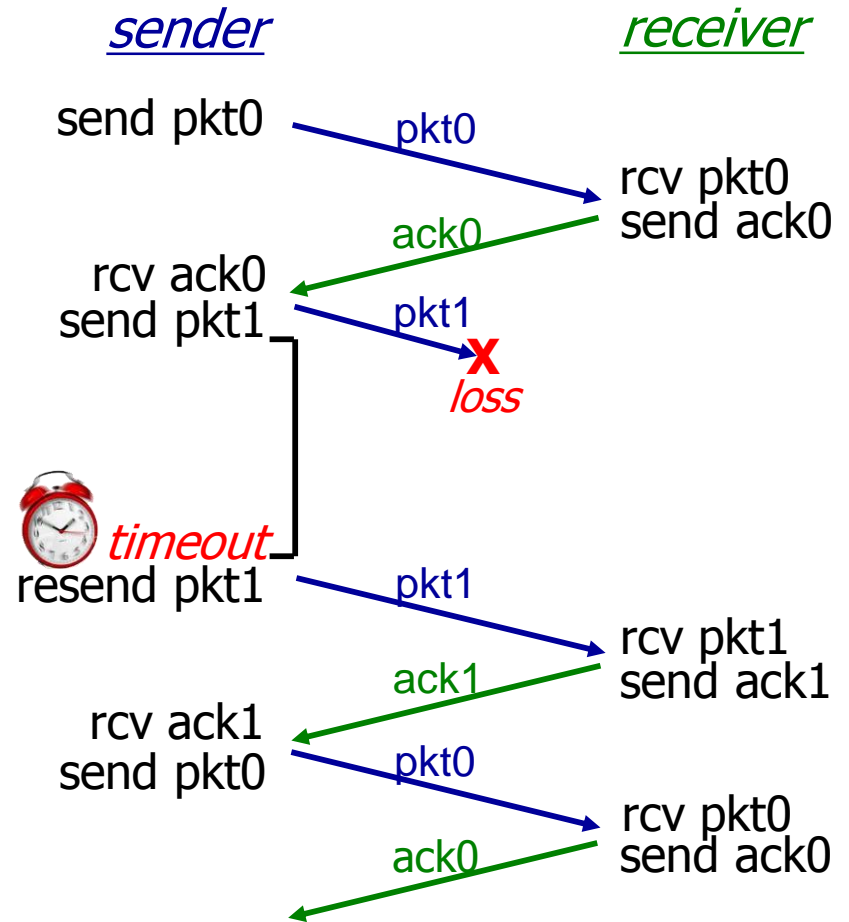 sender
receiver
send pkt0
pkt0
rcv pkt0
send ack0
ack0
rcv ack0
send pkt1
pkt1
X
loss
timeout
resend pkt1
pkt1
rcv pkt1
send ack1
ack1
rcv ack1
send pkt0
pkt0
rcv pkt0
send ack0
ack0